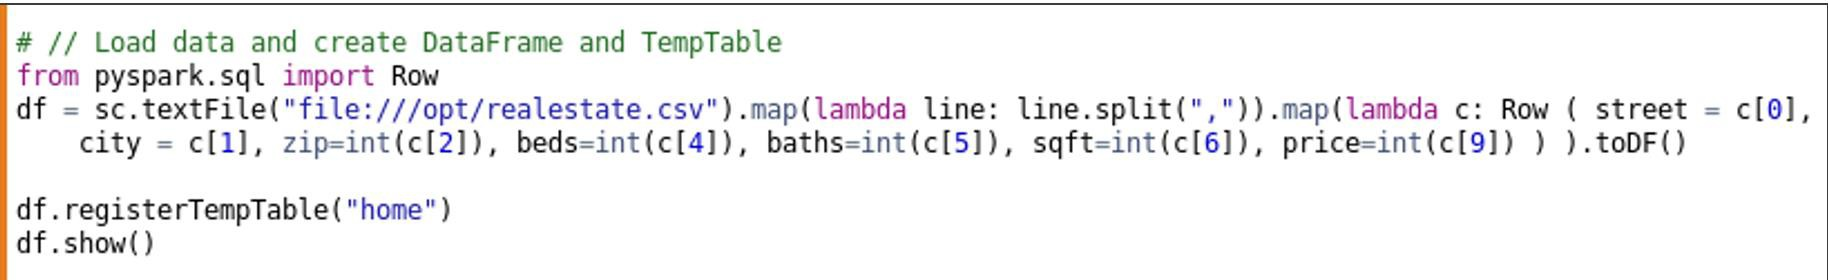 # // Load data and create DataFrame and TempTable
from pyspark.sql import Row
df = sc.textFile("file:///opt/realestate.csv").map(lambda line: line.split(",")).map(lambda c: Row ( street = c[0],
    city = c[1], zip=int(c[2]), beds=int(c[4]), baths=int(c[5]), sqft=int(c[6]), price=int(c[9]) ) ).toDF()

df.registerTempTable("home")
df.show()